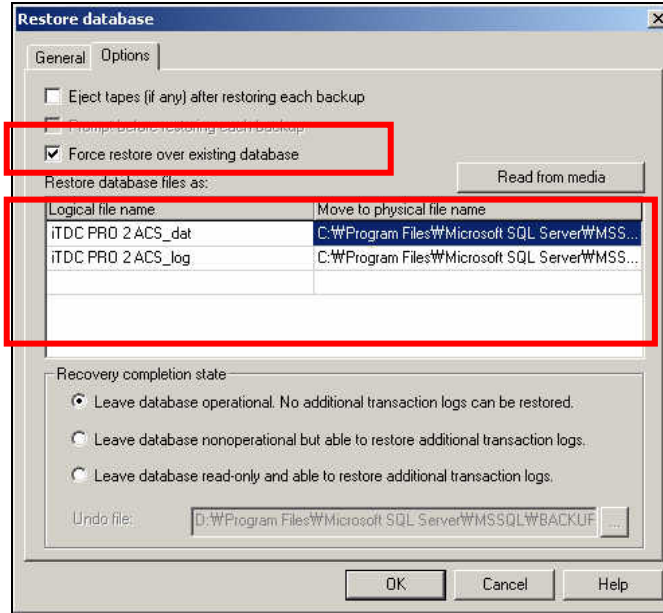 Restore database
General Options
Eject tapes (if any) after restoring each backup
Prompt before restoring each backup
Force restore over existing database
Restore database files as:
Read from media
Logical file name Move to physical file name
iTDC PRO 2 ACS_dat C:₩Program Files₩Microsoft SQL Server₩MSS...
iTDC PRO 2 ACS_log C:₩Program Files₩Microsoft SQL Server₩MSS...
Recovery completion state
Leave database operational. No additional transaction logs can be restored.
Leave database nonoperational but able to restore additional transaction logs.
Leave database read-only and able to restore additional transaction logs.
Undo file: D:₩Program Files₩Microsoft SQL Server₩MSSQL₩BACKUF ...
OK Cancel Help